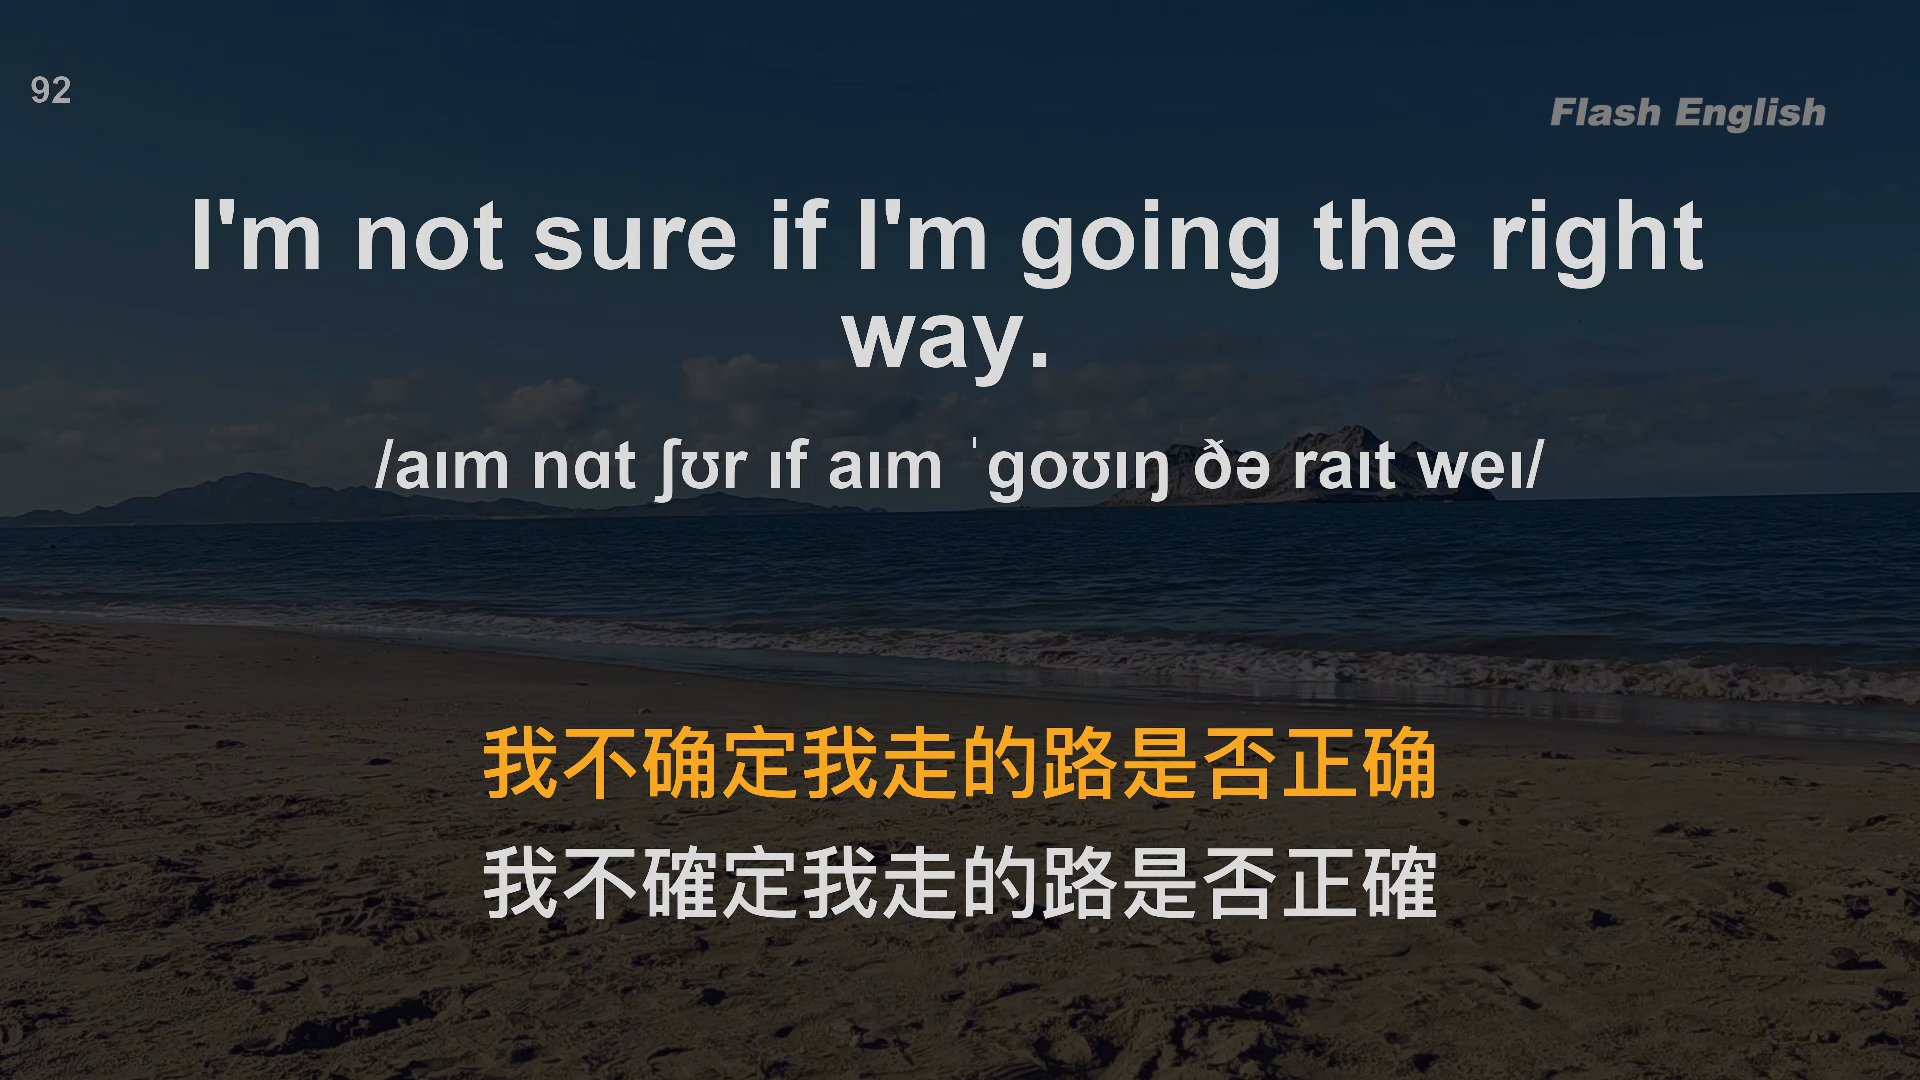 92
Flash English
I'm not sure if I'm going the right
way.
/aɪm nɑt ʃʊr ɪf aɪm ˈgoʊɪŋ ðə raɪt weɪ/
我不确定我走的路是否正确
我不確定我走的路是否正確